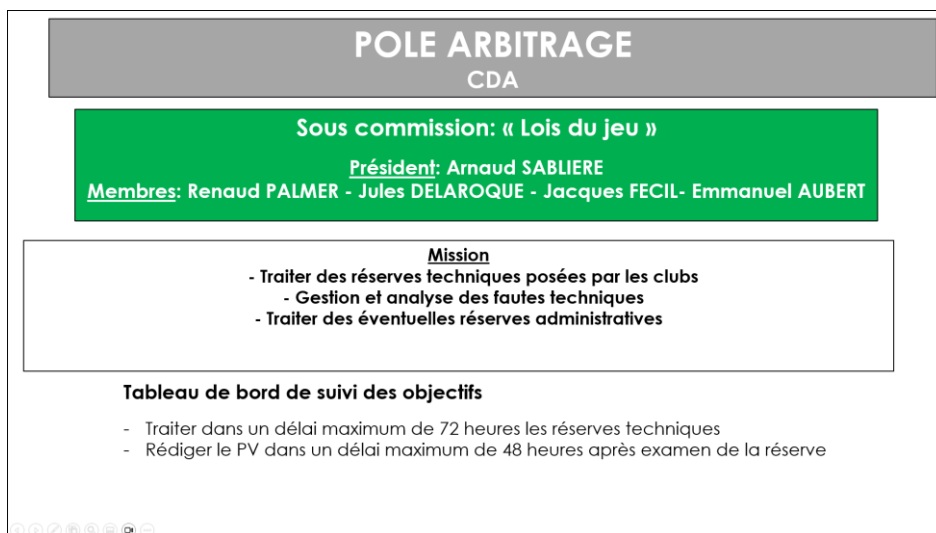 POLE ARBITRAGE
CDA
Sous commission: « Lois du jeu »
Président: Arnaud SABLIERE
Membres: Renaud PALMER - Jules DELAROQUE - Jacques FECIL- Emmanuel AUBERT
Mission
- Traiter des réserves techniques posées par les clubs
- Gestion et analyse des fautes techniques
- Traiter des éventuelles réserves administratives
Tableau de bord de suivi des objectifs
- Traiter dans un délai maximum de 72 heures les réserves techniques
- Rédiger le PV dans un délai maximum de 48 heures après examen de la réserve